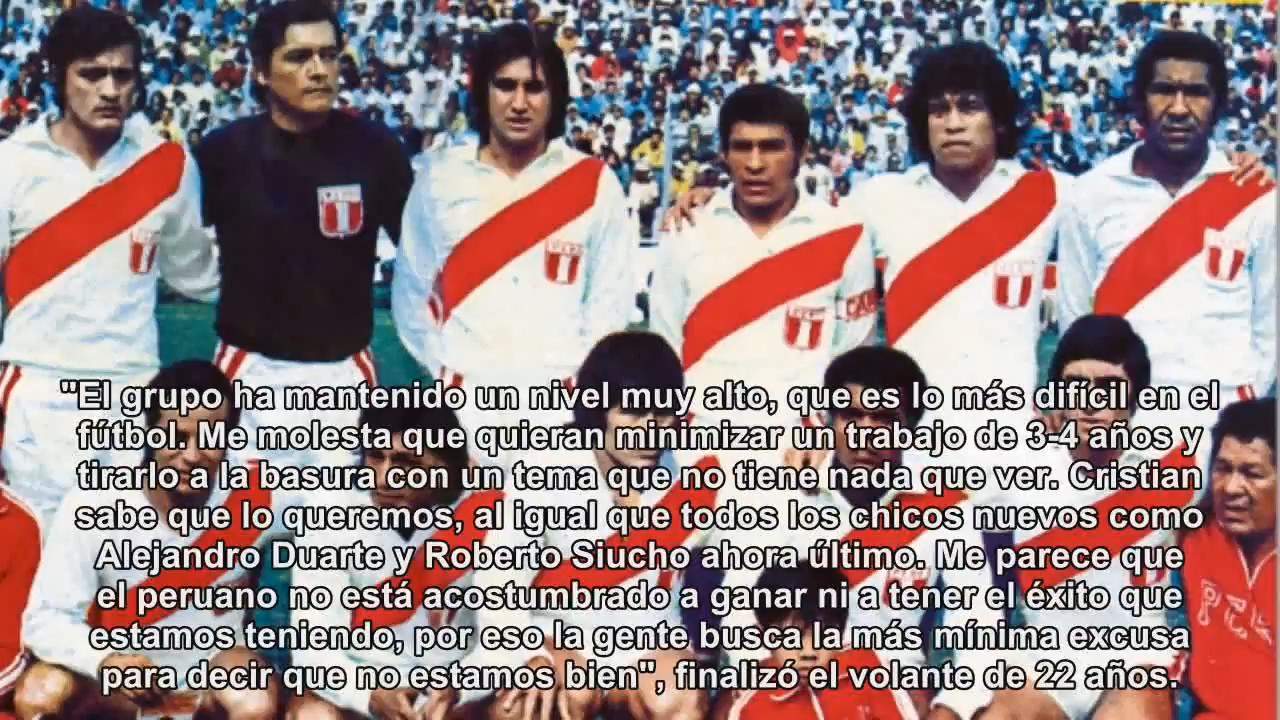 "El grupo ha mantenido un nivel muy alto, que es lo más difícil en el
fútbol. Me molesta que quieran minimizar un trabajo de 3-4 años y
tirarlo a la basura con un tema que no tiene nada que ver. Cristian
sabe que lo queremos, al igual que todos los chicos nuevos como
Alejandro Duarte y Roberto Siucho ahora último. Me parece que
el peruano no está acostumbrado a ganar ni a tener el éxito que
estamos teniendo, por eso la gente busca la más mínima excusa
para decir que no estamos bien", finalizó el volante de 22 años.